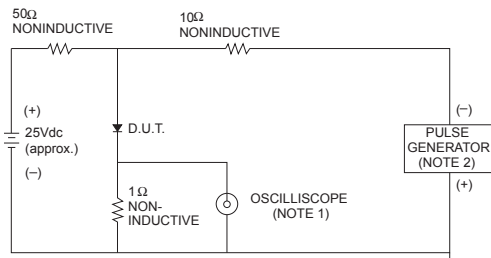 50Ω
NONINDUCTIVE
10Ω
NONINDUCTIVE
(+)
25Vdc
(approx.)
(–)
D.U.T.
1Ω
NON-
INDUCTIVE
OSCILLISCOPE
(NOTE 1)
(–)
PULSE
GENERATOR
(NOTE 2)
(+)